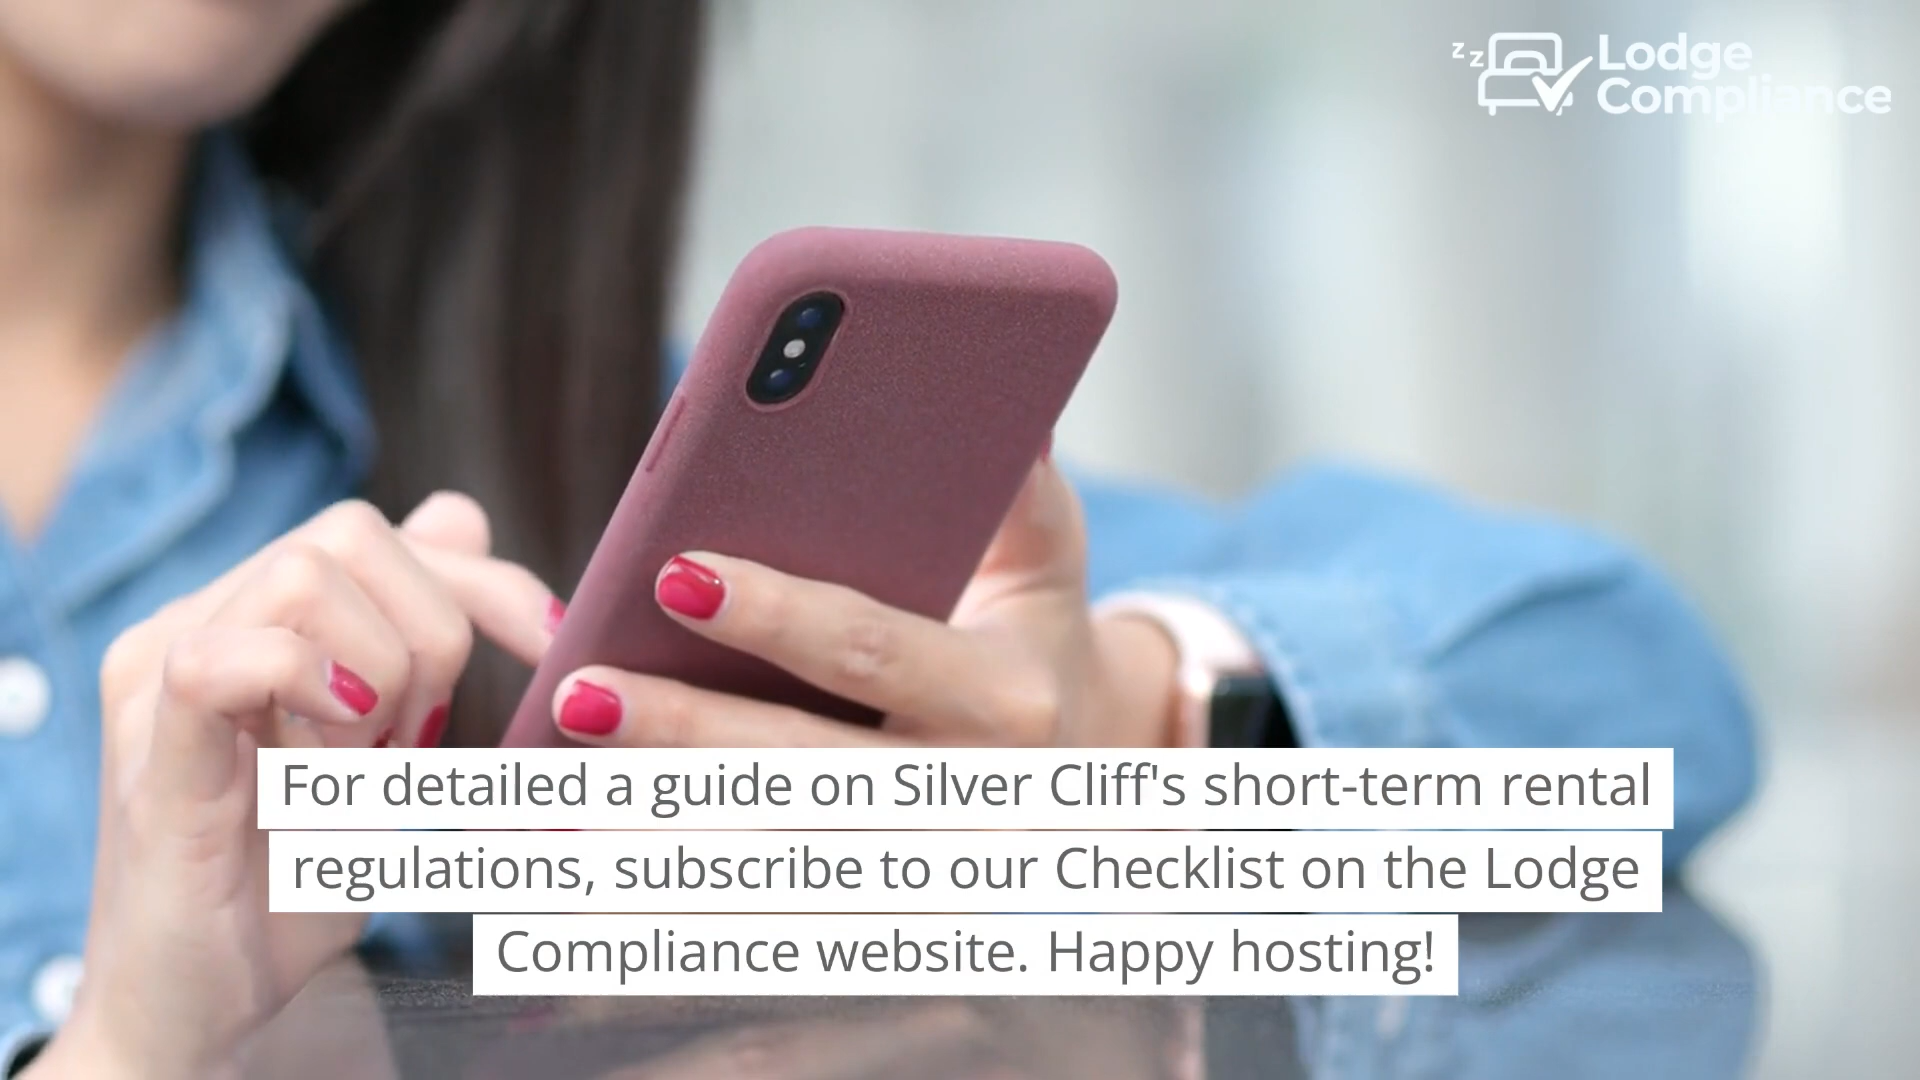 z z
Lodge
Compliance
For detailed a guide on Silver Cliff's short-term rental
regulations, subscribe to our Checklist on the Lodge
Compliance website. Happy hosting!